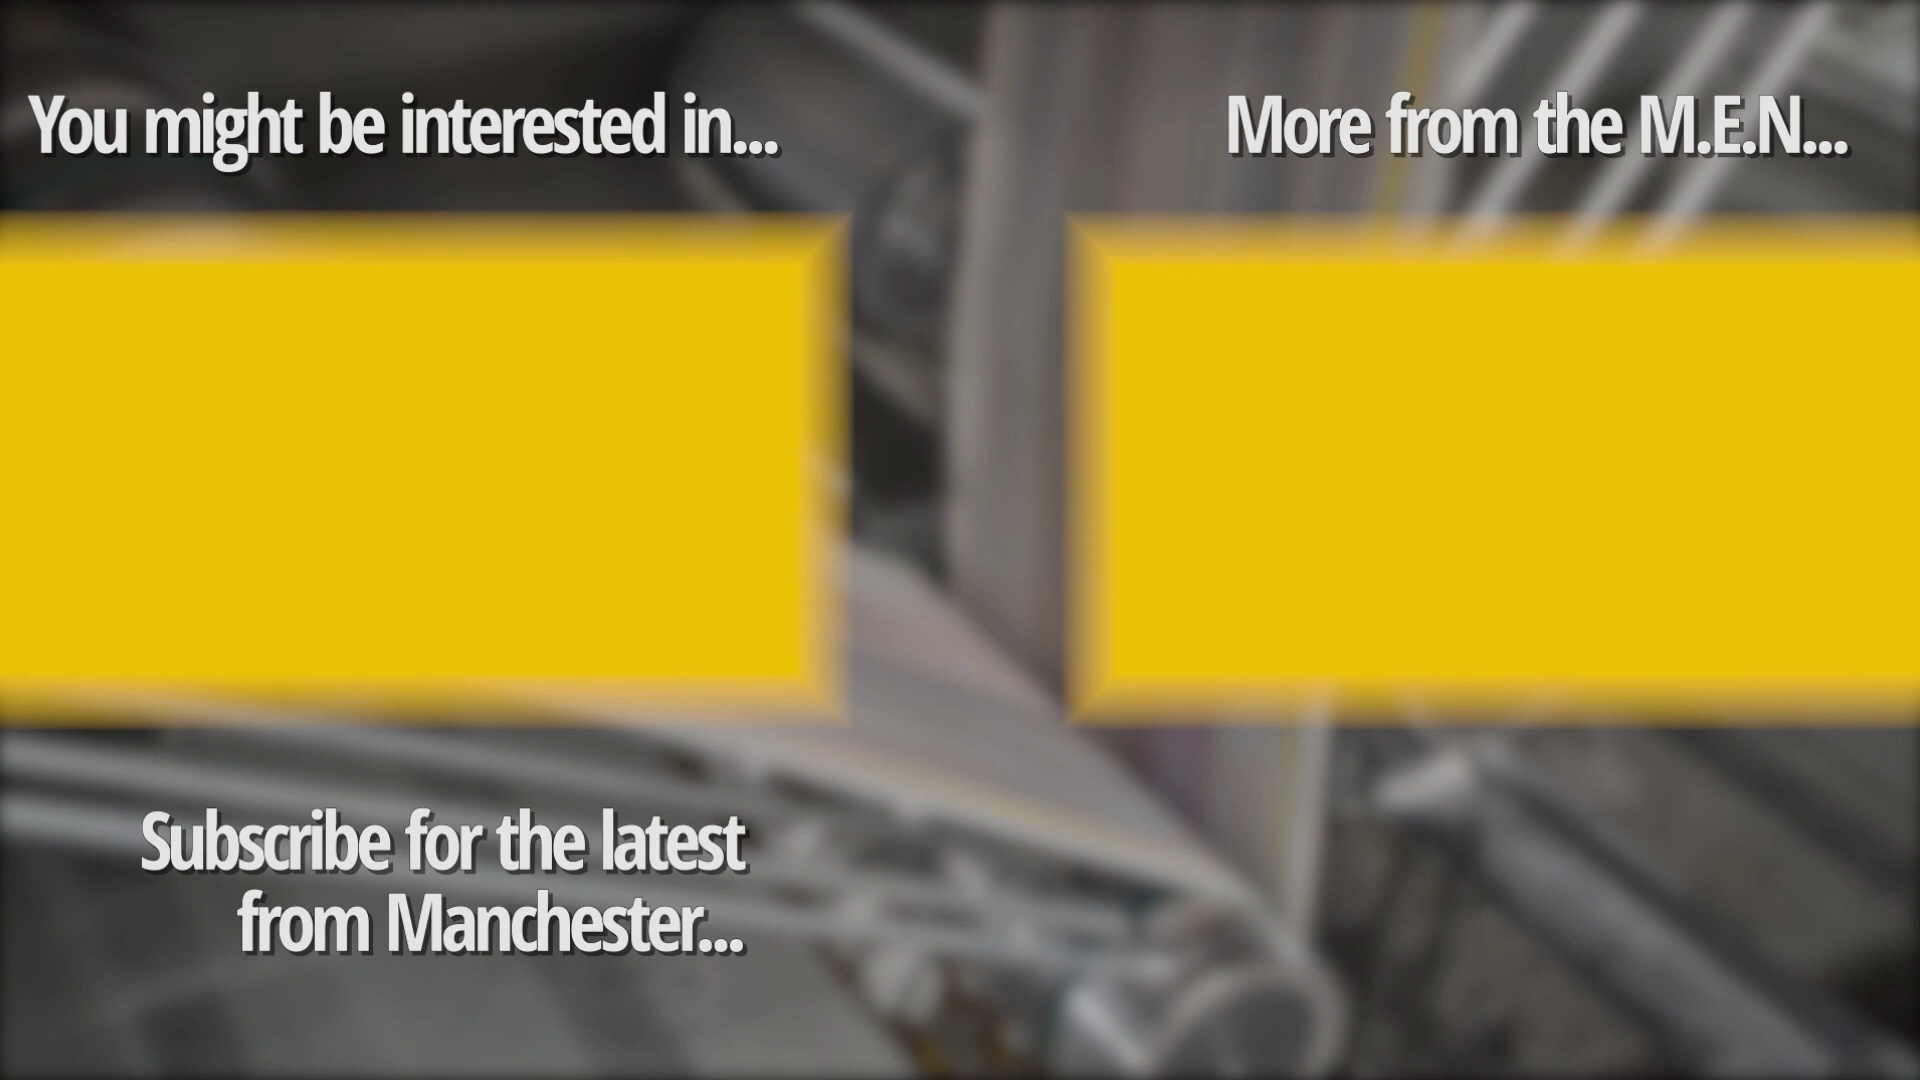 You might be interested in...
More from the M.E.N...
Subscribe for the latest
from Manchester...